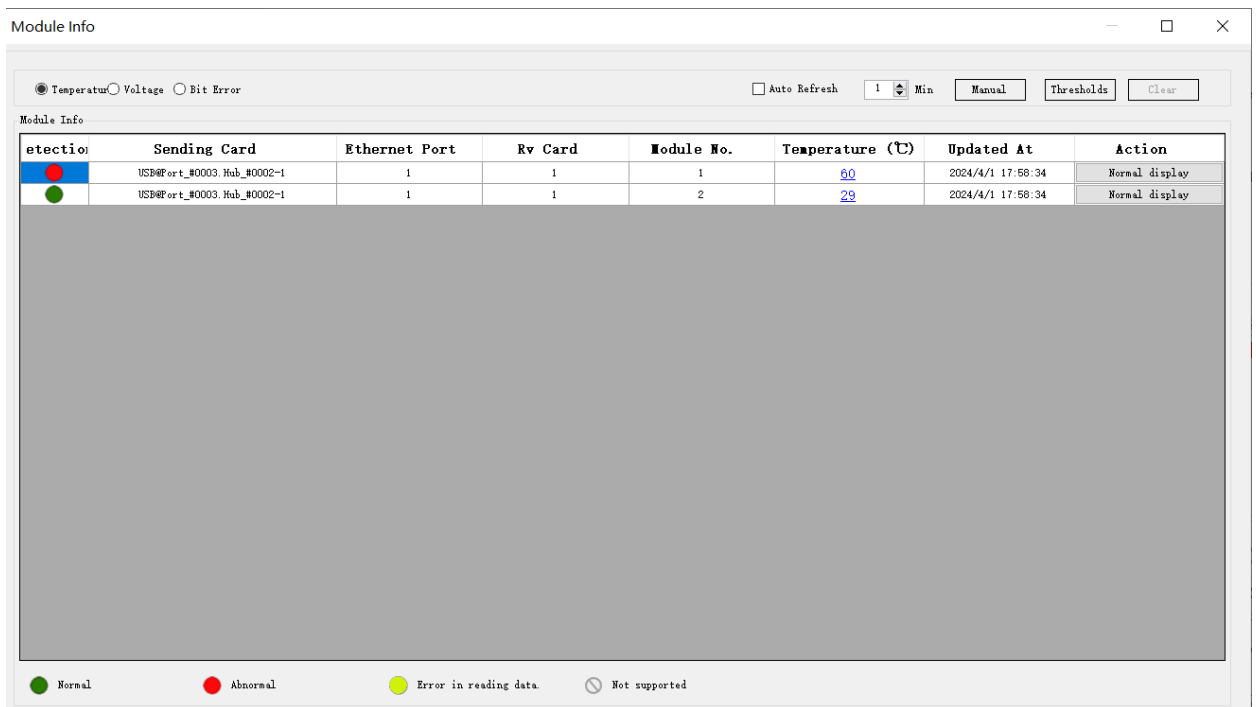 Module Info
Temperatur Voltage Bit Error Auto Refresh 1 Min Manual Thresholds Clear
Module Info
etectio Sending Card Ethernet Port Rv Card Module No. Temperature (℃) Updated At Action
USB@Port_#0003.Hub_#0002-1 1 1 1 60 2024/4/1 17:58:34 Normal display
USB@Port_#0003.Hub_#0002-1 1 1 2 29 2024/4/1 17:58:34 Normal display
Normal Abnormal Error in reading data. Not supported